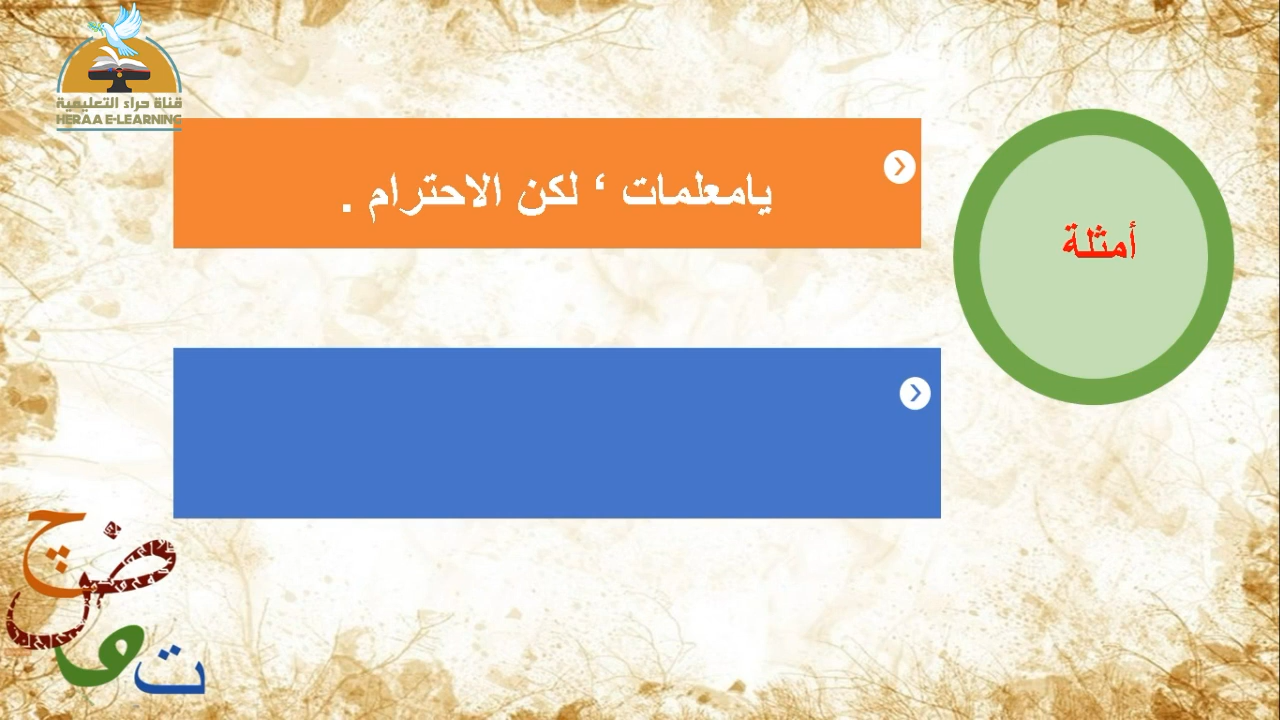 قناة حراء التعليمية
HERAA E-LEARNING
أمثلة
يامعلمات ‘ لكن الاحترام .
ج
ض
و
ت